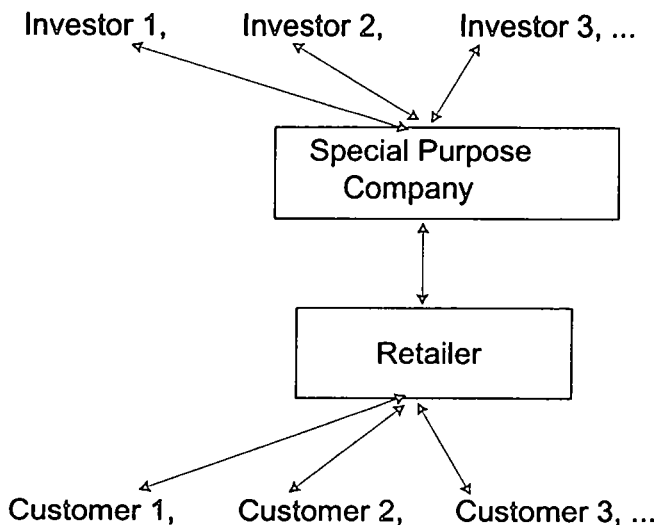 Investor 1, Investor 2, Investor 3, ...
Special Purpose
Company
Retailer
Customer 1, Customer 2, Customer 3, ...